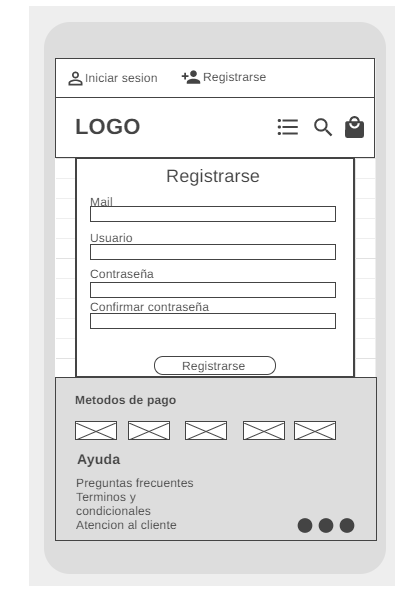 Iniciar sesion Registrarse
LOGO
Registrarse
Mail
Usuario
Contraseña
Confirmar contraseña
Registrarse
Metodos de pago
Ayuda
Preguntas frecuentes
Terminos y
condicionales
Atencion al cliente